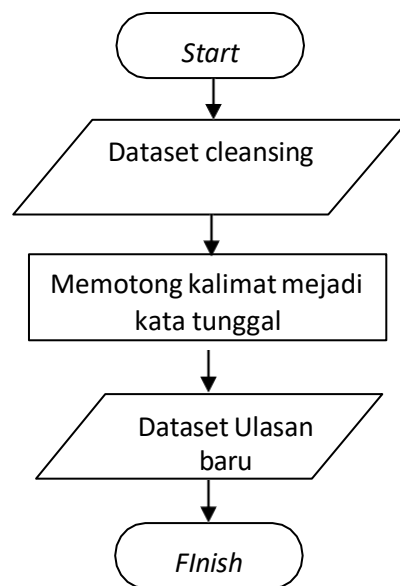 Start
Dataset cleansing
Memotong kalimat mejadi
kata tunggal
Dataset Ulasan
baru
FInish